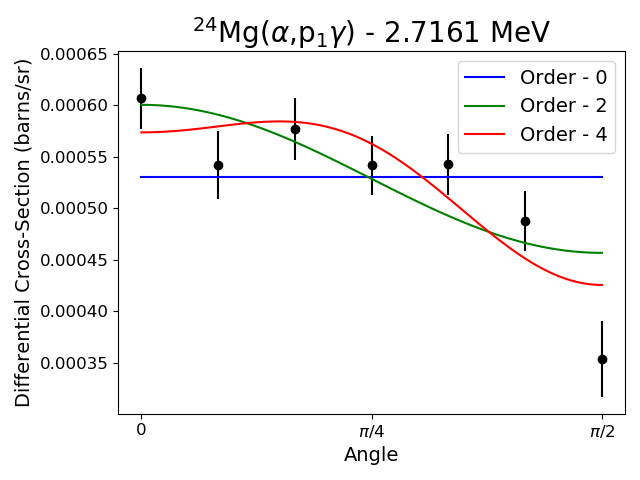 ²⁴Mg(α,p₁γ) - 2.7161 MeV
Order - 0
Order - 2
Order - 4
Differential Cross-Section (barns/sr)
0.00065
0.00060
0.00055
0.00050
0.00045
0.00040
0.00035
0 π/4 π/2
Angle